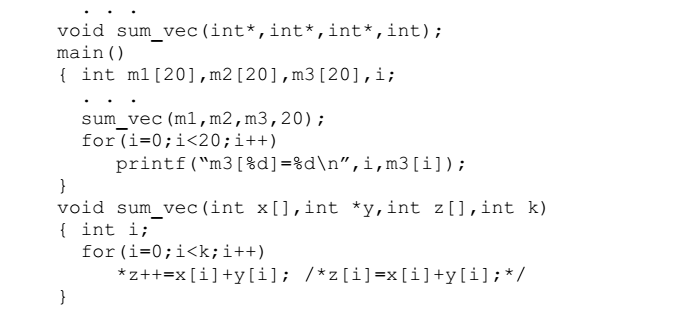 . . .
void sum_vec(int*,int*,int*,int);
main()
{ int m1[20],m2[20],m3[20],i;
. . .
sum_vec(m1,m2,m3,20);
for(i=0;i<20;i++)
printf(“m3[%d]=%d\n”,i,m3[i]);
}
void sum_vec(int x[],int *y,int z[],int k)
{ int i;
for(i=0;i<k;i++)
*z++=x[i]+y[i]; /*z[i]=x[i]+y[i];*/
}